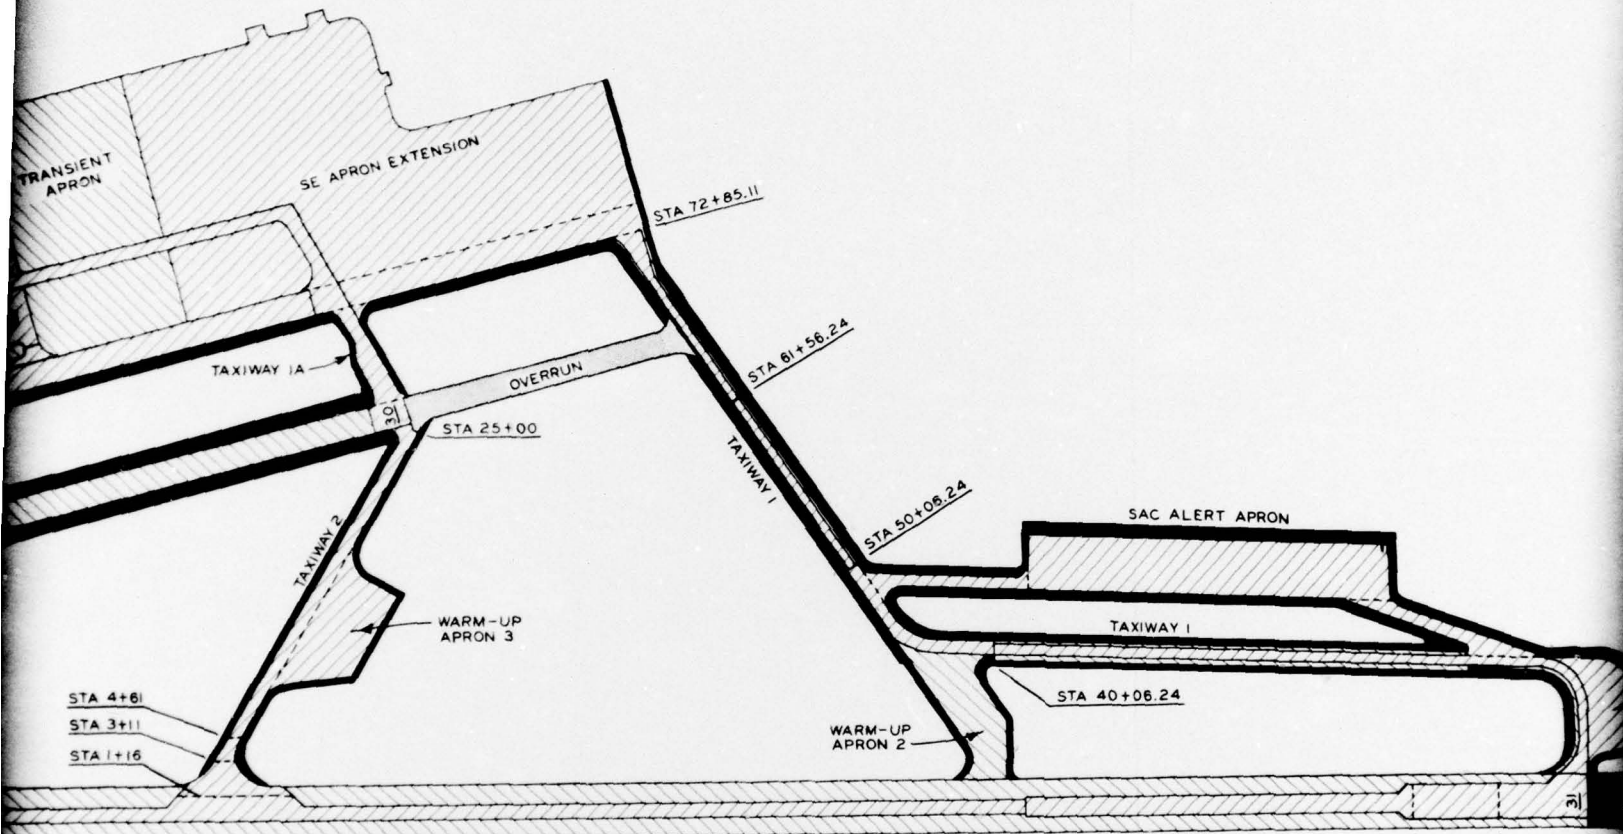 TRANSIENT
APRON
SE APRON EXTENSION
STA 72+85.11
TAXIWAY 1A
OVERRUN
STA 61+56.24
30
STA 25+00
TAXIWAY 1
STA 50+06.24
SAC ALERT APRON
TAXIWAY 2
WARM-UP
APRON 3
TAXIWAY 1
STA 40+06.24
STA 4+61
STA 3+11
STA 1+16
WARM-UP
APRON 2
31